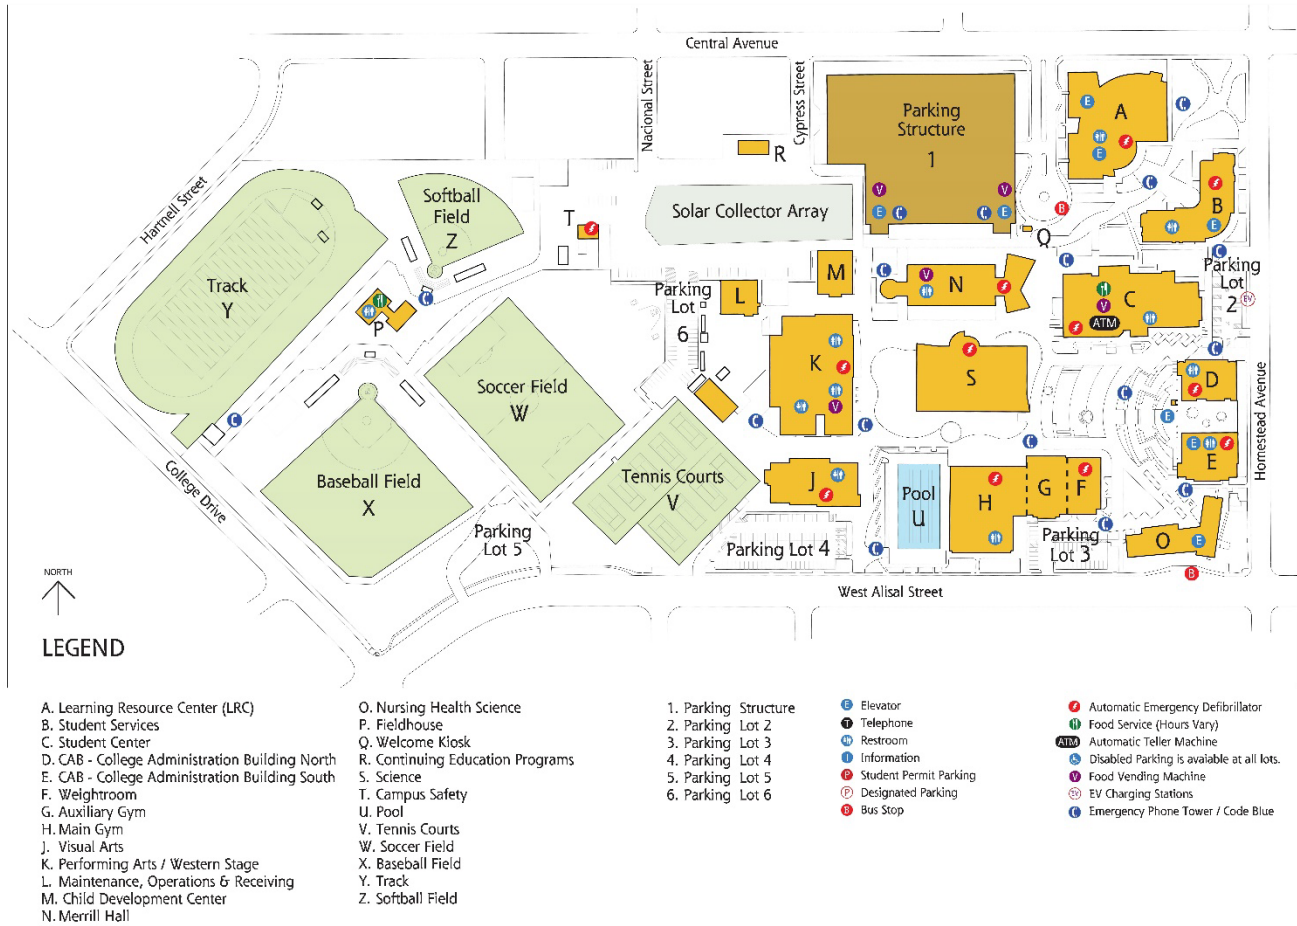 Central Avenue
Nacional Street
Cypress Street
Hartnell Street
College Drive
Homestead Avenue
West Alisal Street
Parking
Structure
1
V
V
E
E
A
E
E
B
E
B
R
Solar Collector Array
Softball
Field
Z
T
Q
Track
Y
P
Parking
Lot
6
L
M
V
N
C
V
ATM
Parking
Lot
2
EV
Soccer Field
W
K
V
S
D
E
E
E
Baseball Field
X
Tennis Courts
V
J
Pool
U
H
G
F
O
E
B
Parking
Lot 5
Parking Lot 4
Parking
Lot 3
NORTH
LEGEND
A. Learning Resource Center (LRC)
B. Student Services
C. Student Center
D. CAB - College Administration Building North
E. CAB - College Administration Building South
F. Weightroom
G. Auxiliary Gym
H. Main Gym
J. Visual Arts
K. Performing Arts / Western Stage
L. Maintenance, Operations & Receiving
M. Child Development Center
N. Merrill Hall
O. Nursing Health Science
P. Fieldhouse
Q. Welcome Kiosk
R. Continuing Education Programs
S. Science
T. Campus Safety
U. Pool
V. Tennis Courts
W. Soccer Field
X. Baseball Field
Y. Track
Z. Softball Field
1. Parking Structure
2. Parking Lot 2
3. Parking Lot 3
4. Parking Lot 4
5. Parking Lot 5
6. Parking Lot 6
E Elevator
T Telephone
Restroom
I Information
P Student Permit Parking
P Designated Parking
B Bus Stop
Automatic Emergency Defibrillator
Food Service (Hours Vary)
ATM Automatic Teller Machine
Disabled Parking is avaiable at all lots.
V Food Vending Machine
EV EV Charging Stations
Emergency Phone Tower / Code Blue